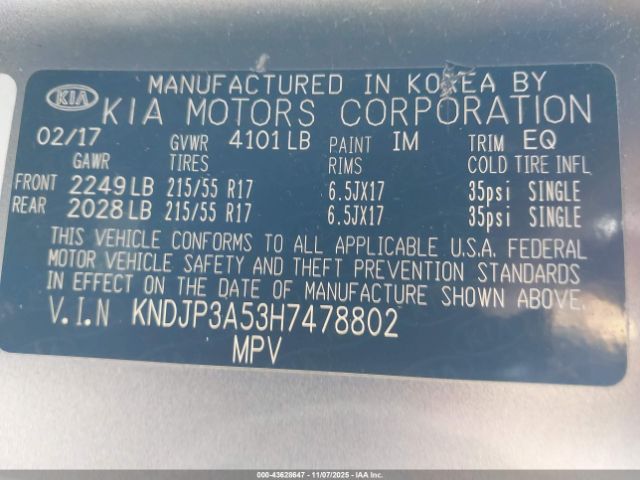 MANUFACTURED IN KOREA BY
KIA KIA MOTORS CORPORATION
02/17 GVWR 4101 LB PAINT IM TRIM EQ
GAWR TIRES RIMS COLD TIRE INFL
FRONT 2249 LB 215/55 R17 6.5JX17 35psi SINGLE
REAR 2028 LB 215/55 R17 6.5JX17 35psi SINGLE
THIS VEHICLE CONFORMS TO ALL APPLICABLE U.S.A. FEDERAL
MOTOR VEHICLE SAFETY AND THEFT PREVENTION STANDARDS
IN EFFECT ON THE DATE OF MANUFACTURE SHOWN ABOVE.
V.I.N KNDJP3A53H7478802
MPV
000-43628647 - 11/07/2025 - IAA Inc.